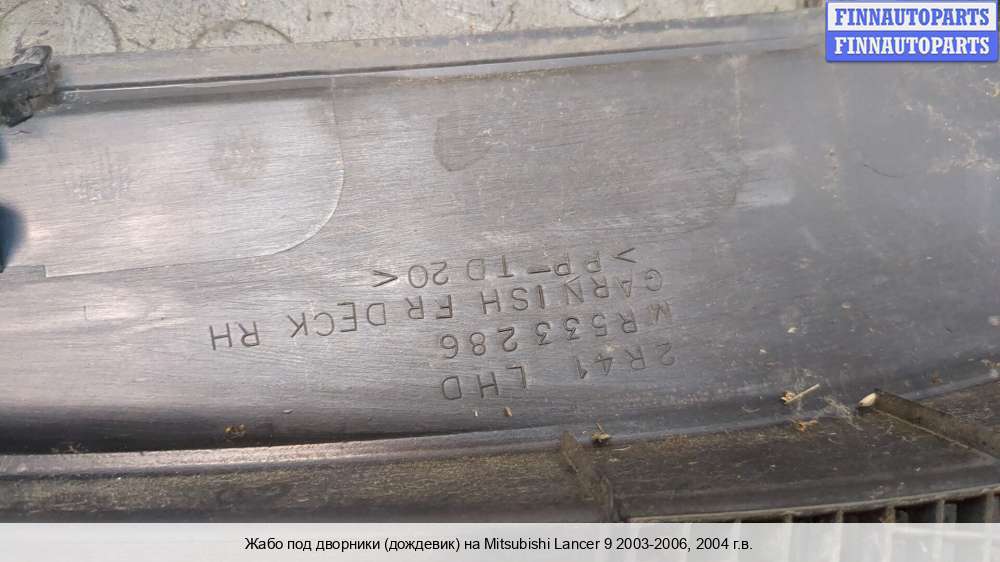 FINNAUTOPARTS
FINNAUTOPARTS
2R41 LHD
MR533286
GARNISH FR DECK RH
>PP-TD20<
Жабо под дворники (дождевик) на Mitsubishi Lancer 9 2003-2006, 2004 г.в.